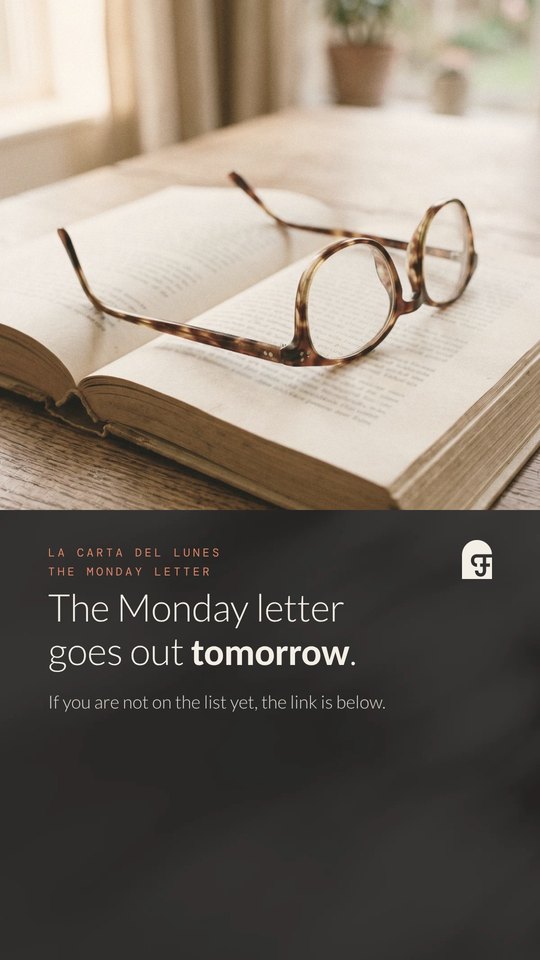 LA CARTA DEL LUNES
THE MONDAY LETTER
The Monday letter
goes out tomorrow.
If you are not on the list yet, the link is below.